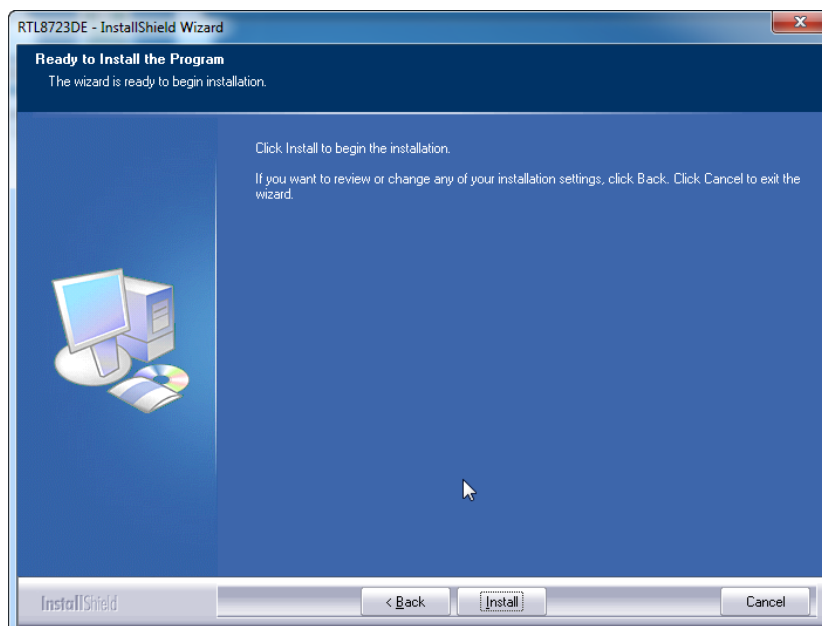 RTL8723DE - InstallShield Wizard
Ready to Install the Program
The wizard is ready to begin installation.
Click Install to begin the installation.
If you want to review or change any of your installation settings, click Back. Click Cancel to exit the
wizard.
InstallShield
< Back
Install
Cancel